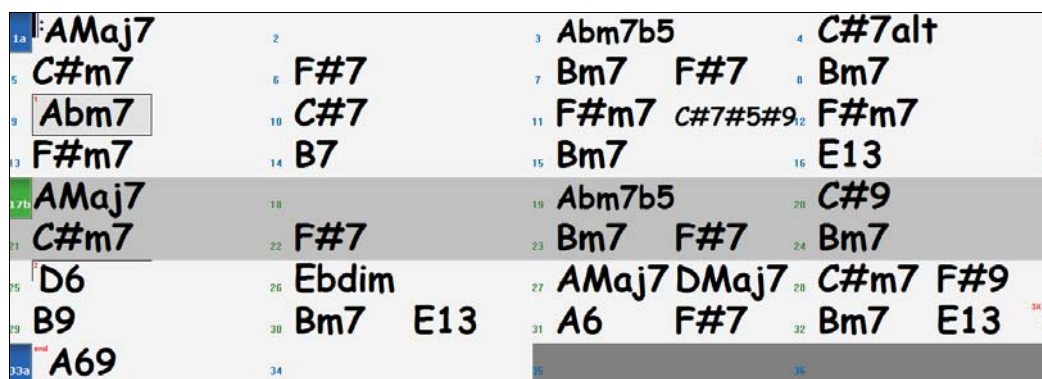 1a AMaj7 2 3 Abm7b5 4 C#7alt
5 C#m7 6 F#7 7 Bm7 F#7 8 Bm7
9 1 Abm7 10 C#7 11 F#m7 C#7#5#9 12 F#m7
13 F#m7 14 B7 15 Bm7 16 E13
17b AMaj7 18 19 Abm7b5 20 C#9
21 C#m7 22 F#7 23 Bm7 F#7 24 Bm7
25 2 D6 26 Ebdim 27 AMaj7 DMaj7 28 C#m7 F#9
29 B9 30 Bm7 E13 31 A6 F#7 32 Bm7 E13 3X
33a end A69 34 35 36